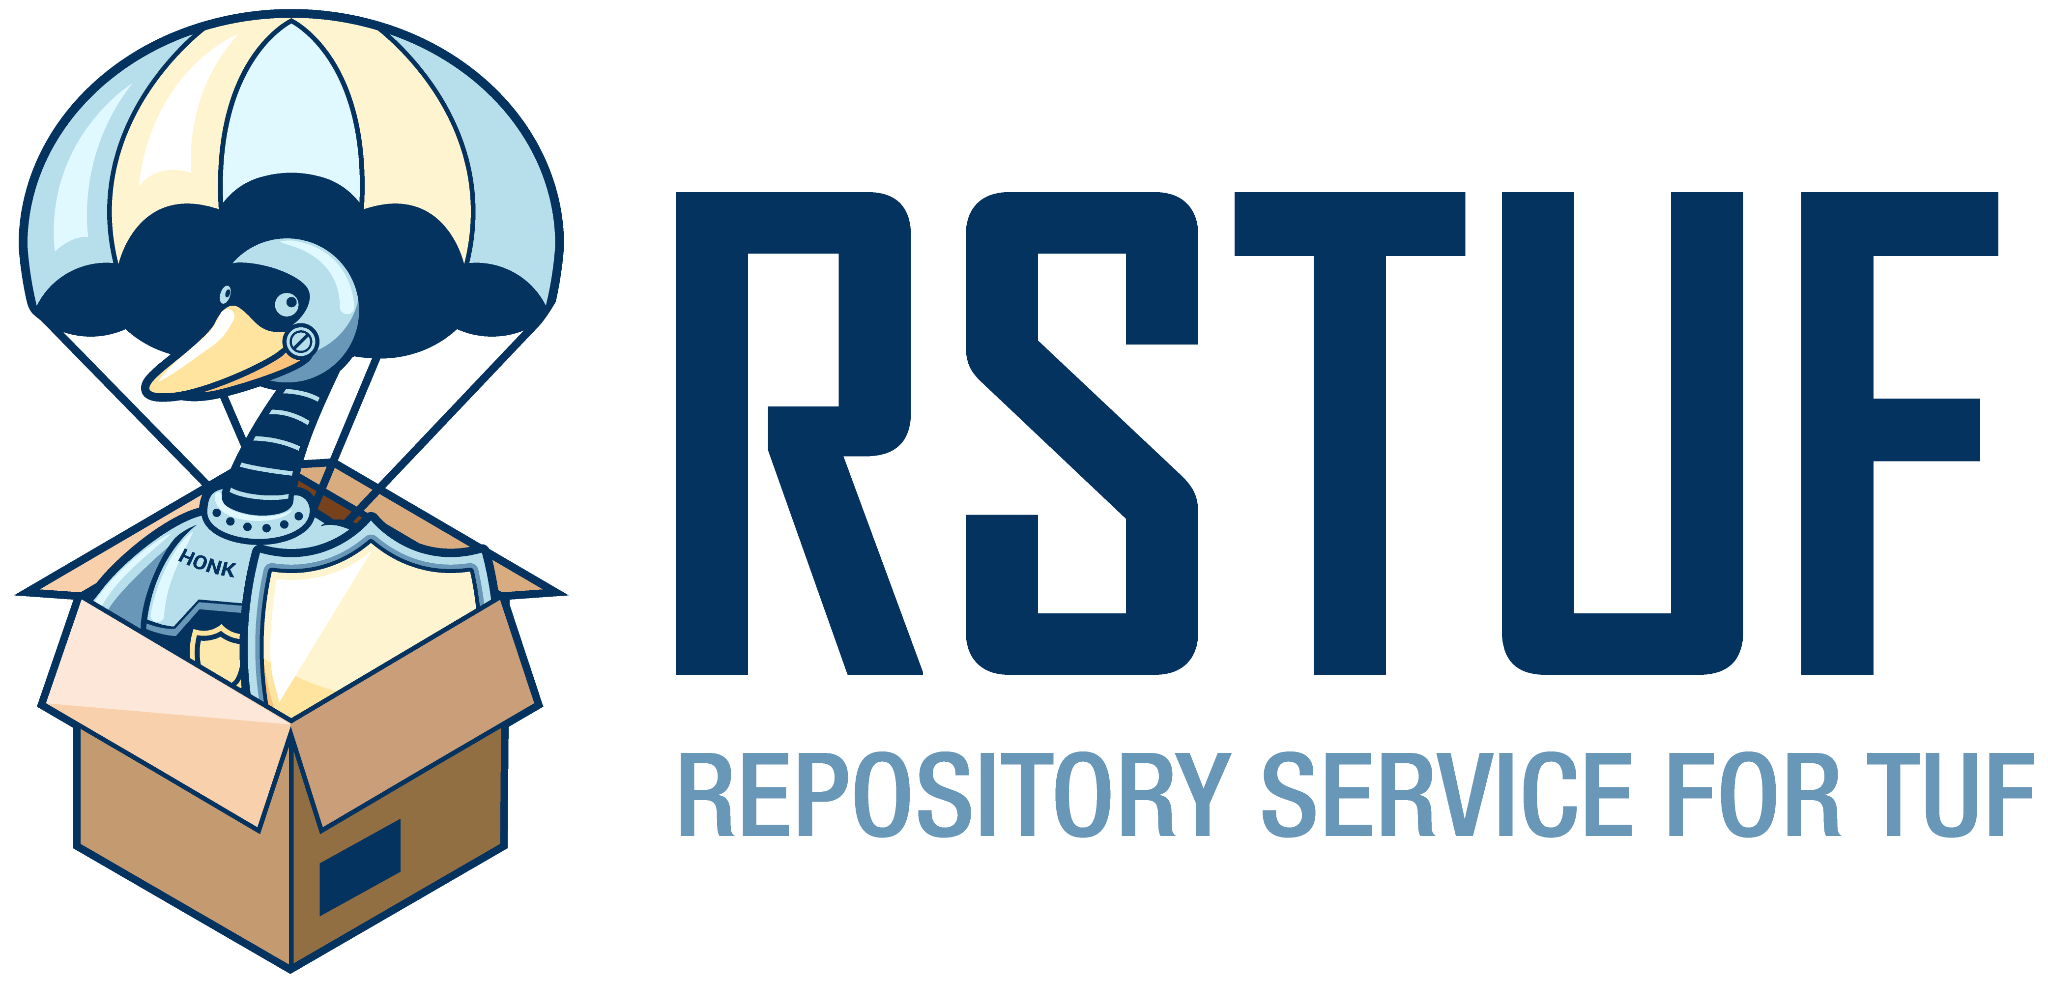 HONK
RSTUF
REPOSITORY SERVICE FOR TUF